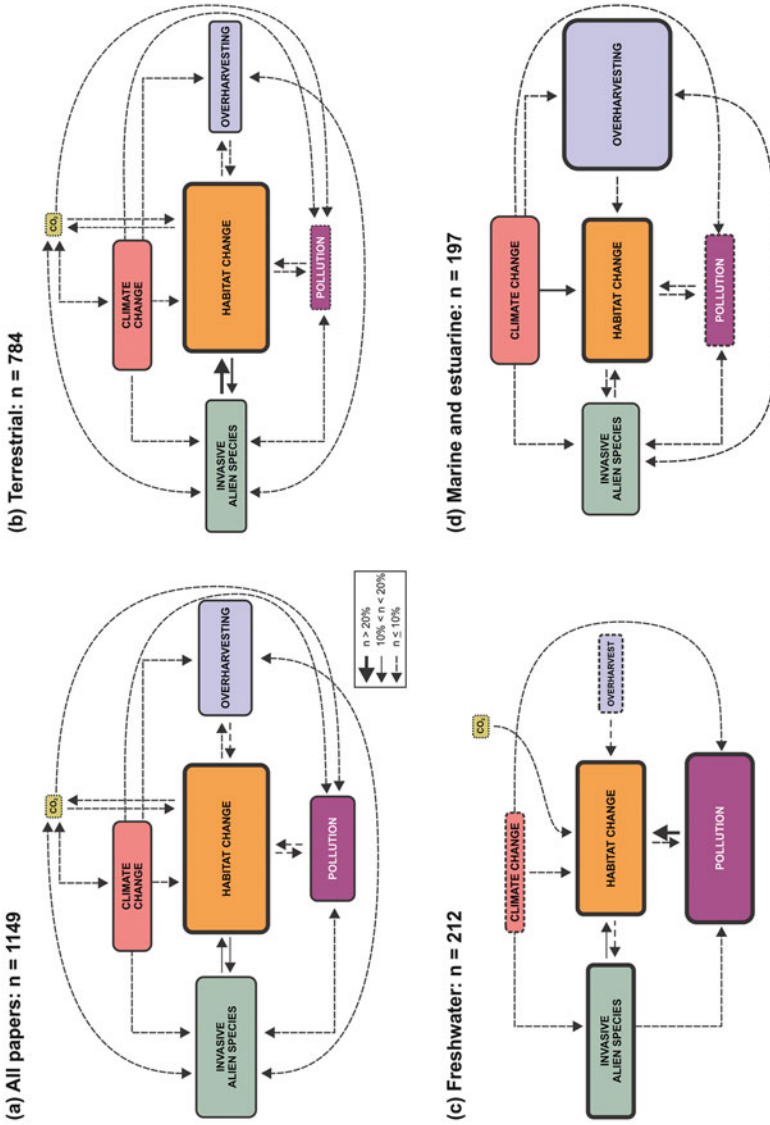 (a) All papers: n = 1149
CO₂
CLIMATE
CHANGE
INVASIVE
ALIEN SPECIES
HABITAT CHANGE
OVERHARVESTING
POLLUTION
n > 20%
10% < n < 20%
n ≤ 10%
(b) Terrestrial: n = 784
CO₂
CLIMATE
CHANGE
INVASIVE
ALIEN SPECIES
HABITAT CHANGE
OVERHARVESTING
POLLUTION
(c) Freshwater: n = 212
CO₂
CLIMATE CHANGE
INVASIVE
ALIEN SPECIES
HABITAT CHANGE
OVERHARVEST
POLLUTION
(d) Marine and estuarine: n = 197
CLIMATE CHANGE
INVASIVE
ALIEN SPECIES
HABITAT CHANGE
OVERHARVESTING
POLLUTION